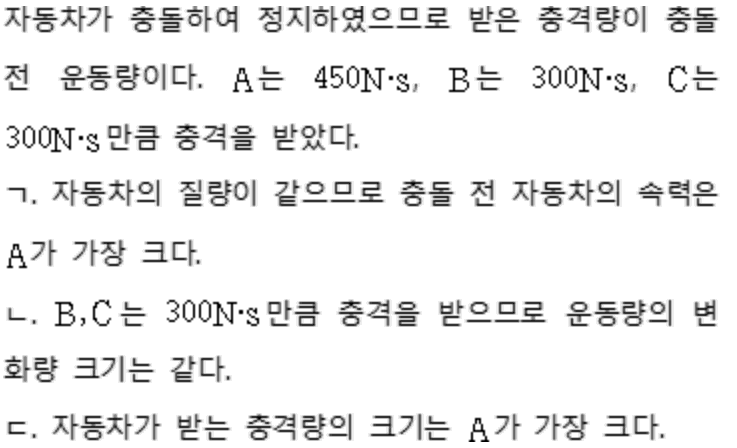 자동차가 충돌하여 정지하였으므로 받은 충격량이 충돌
전 운동량이다. A는 450N·s, B는 300N·s, C는
300N·s만큼 충격을 받았다.
ㄱ. 자동차의 질량이 같으므로 충돌 전 자동차의 속력은
A가 가장 크다.
ㄴ. B,C는 300N·s만큼 충격을 받으므로 운동량의 변
화량 크기는 같다.
ㄷ. 자동차가 받는 충격량의 크기는 A가 가장 크다.